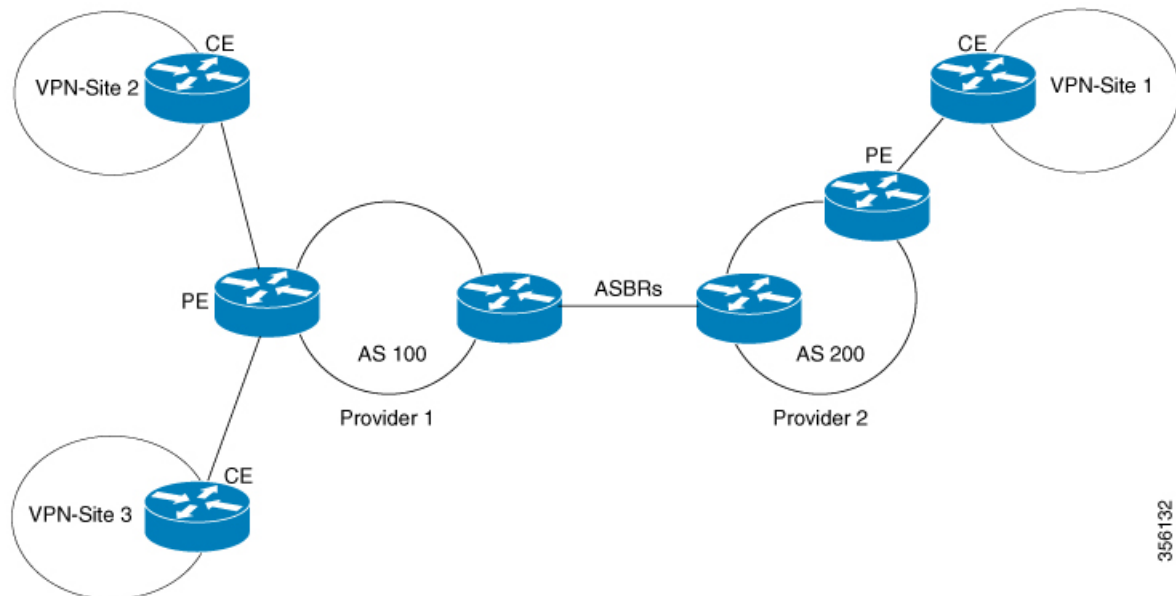 CE
VPN-Site 2
CE
VPN-Site 1
PE
PE
ASBRs
AS 100
AS 200
Provider 1
Provider 2
CE
VPN-Site 3
356132